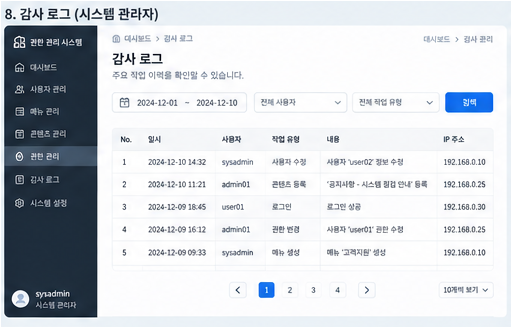 8. 감사 로그 (시스템 관리자)
권한 관리 시스템
대시보드
사용자 관리
메뉴 관리
콘텐츠 관리
권한 관리
감사 로그
시스템 설정
sysadmin
시스템 관리자
대시보드 > 감사 로그
대시보드 > 감사 관리
감사 로그
주요 작업 이력을 확인할 수 있습니다.
2024-12-01 ~ 2024-12-10 전체 사용자 전체 작업 유형 검색
No. 일시 사용자 작업 유형 내용 IP 주소
1 2024-12-10 14:32 sysadmin 사용자 수정 사용자 'user02' 정보 수정 192.168.0.10
2 2024-12-10 11:21 admin01 콘텐츠 등록 '공지사항 - 시스템 점검 안내' 등록 192.168.0.25
3 2024-12-09 18:45 user01 로그인 로그인 성공 192.168.0.30
4 2024-12-09 16:12 admin01 권한 변경 사용자 'user01' 권한 수정 192.168.0.25
5 2024-12-09 09:33 sysadmin 메뉴 생성 메뉴 '고객지원' 생성 192.168.0.10
1 2 3 4
10개씩 보기